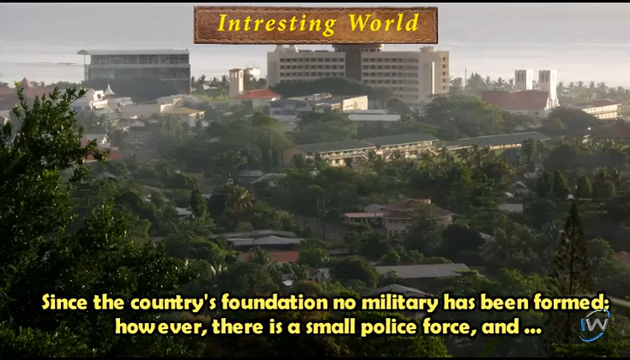 Intresting World
Since the country's foundation no military has been formed;
however, there is a small police force, and ...
IW